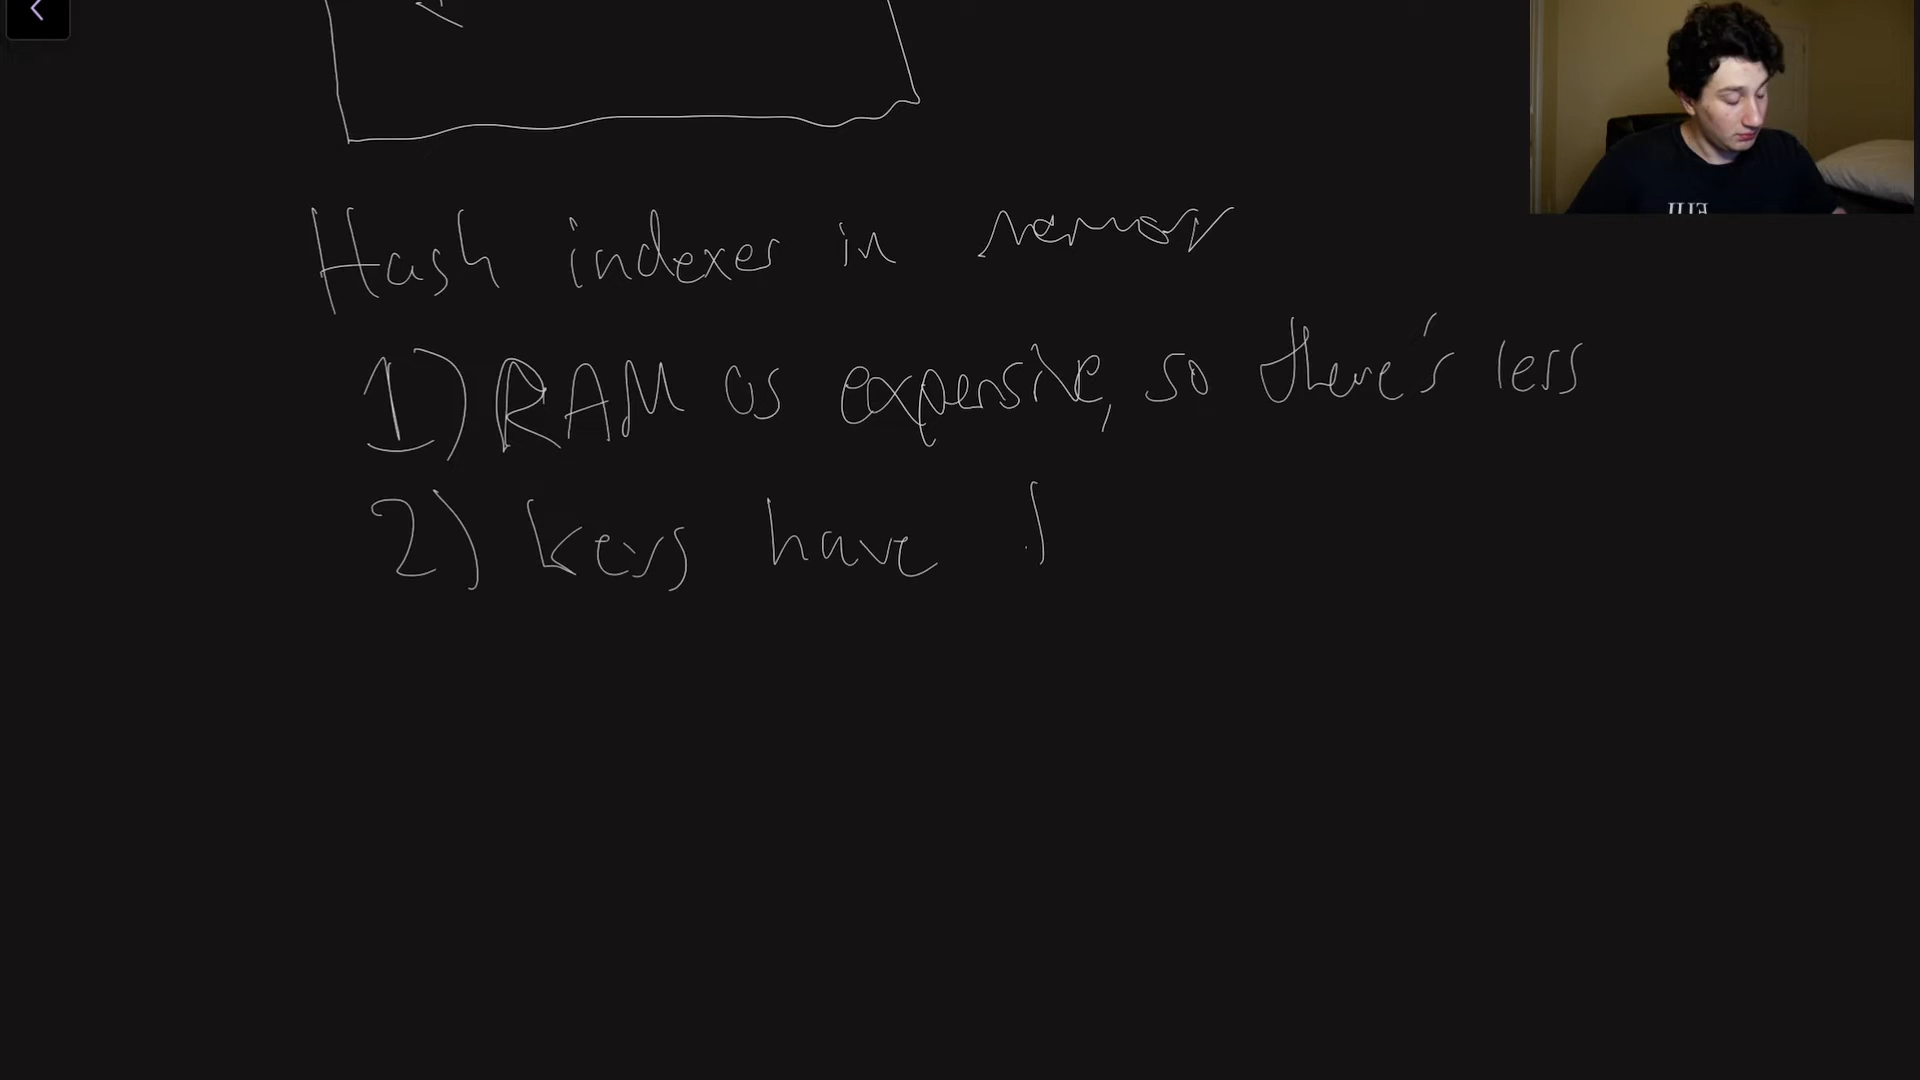 Hash indexes in memory
1) RAM is expensive, so there's less
2) keys have